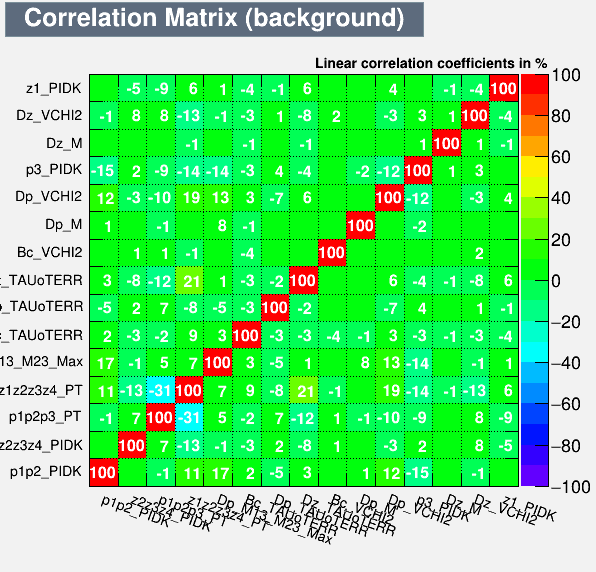 Correlation Matrix (background)
Linear correlation coefficients in %
z1_PIDK -5 -9 6 1 -4 -1 6 4 -1 -4 100
Dz_VCHI2 -1 8 8 -13 -1 -3 1 -8 2 -3 3 1 100 -4
Dz_M -1 -1 -1 1 100 1 -1
p3_PIDK -15 2 -9 -14 -14 -3 4 -4 -2 -12 100 1 3
Dp_VCHI2 12 -3 -10 19 13 3 -7 6 100 -12 -3 4
Dp_M 1 -1 8 -1 100 -2
Bc_VCHI2 1 1 -1 -4 100 2
_TAUoTERR 3 -8 -12 21 1 -3 -2 100 6 -4 -1 -8 6
_TAUoTERR -5 2 7 -8 -5 -3 100 -2 -7 4 1 -1
_TAUoTERR 2 -3 -2 9 3 100 -3 -3 -4 -1 3 -3 -1 -3 -4
13_M23_Max 17 -1 5 7 100 3 -5 1 8 13 -14 -1 1
z1z2z3z4_PT 11 -13 -31 100 7 9 -8 21 -1 19 -14 -1 -13 6
p1p2p3_PT -1 7 100 -31 5 -2 7 -12 1 -1 -10 -9 8 -9
z2z3z4_PIDK 100 7 -13 -1 -3 2 -8 1 -3 2 8 -5
p1p2_PIDK 100 -1 11 17 2 -5 3 1 12 -15 -1
p1p2_PIDK
z2z3z4_PIDK
p1p2p3_PT
z1z2z3z4_PT
Dp_M13_M23_Max
Bc_TAUoTERR
Dp_TAUoTERR
Dz_TAUoTERR
Bc_VCHI2
Dp_M
Dp_VCHI2
p3_PIDK
Dz_M
Dz_VCHI2
z1_PIDK
100
80
60
40
20
0
−20
−40
−60
−80
−100